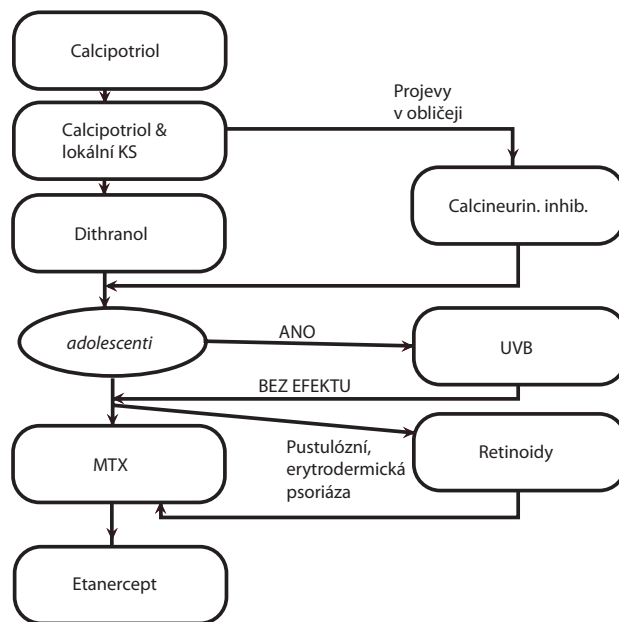 Calcipotriol
Projevy
v obličeji
Calcipotriol &
lokální KS
Calcineurin. inhib.
Dithranol
adolescenti
ANO
UVB
BEZ EFEKTU
MTX
Pustulózní,
erytrodermická
psoriáza
Retinoidy
Etanercept